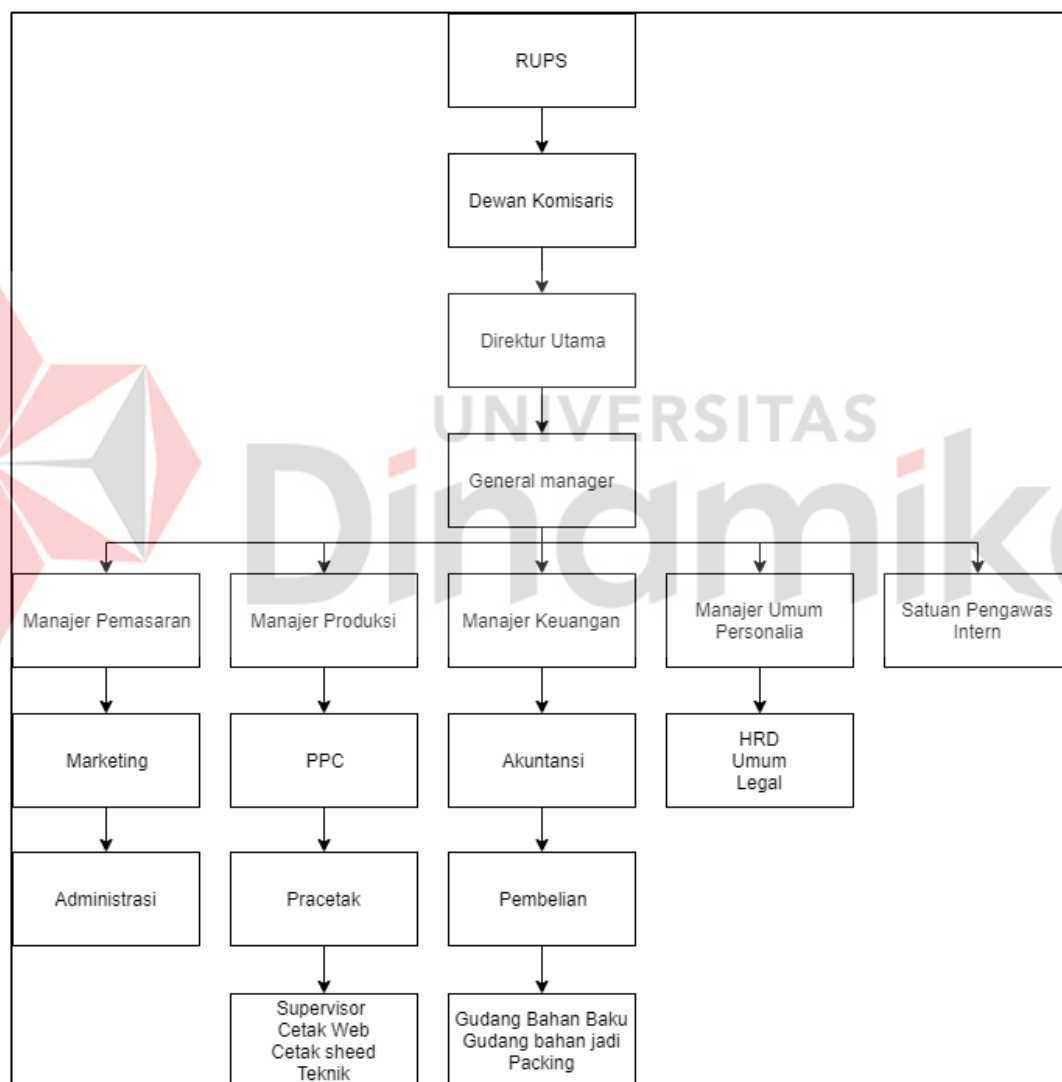 RUPS
Dewan Komisaris
Direktur Utama
UNIVERSITAS
Dinamika
General manager
Manajer Pemasaran
Manajer Produksi
Manajer Keuangan
Manajer Umum
Personalia
Satuan Pengawas
Intern
Marketing
PPC
Akuntansi
HRD
Umum
Legal
Administrasi
Pracetak
Pembelian
Supervisor
Cetak Web
Cetak sheed
Teknik
Gudang Bahan Baku
Gudang bahan jadi
Packing